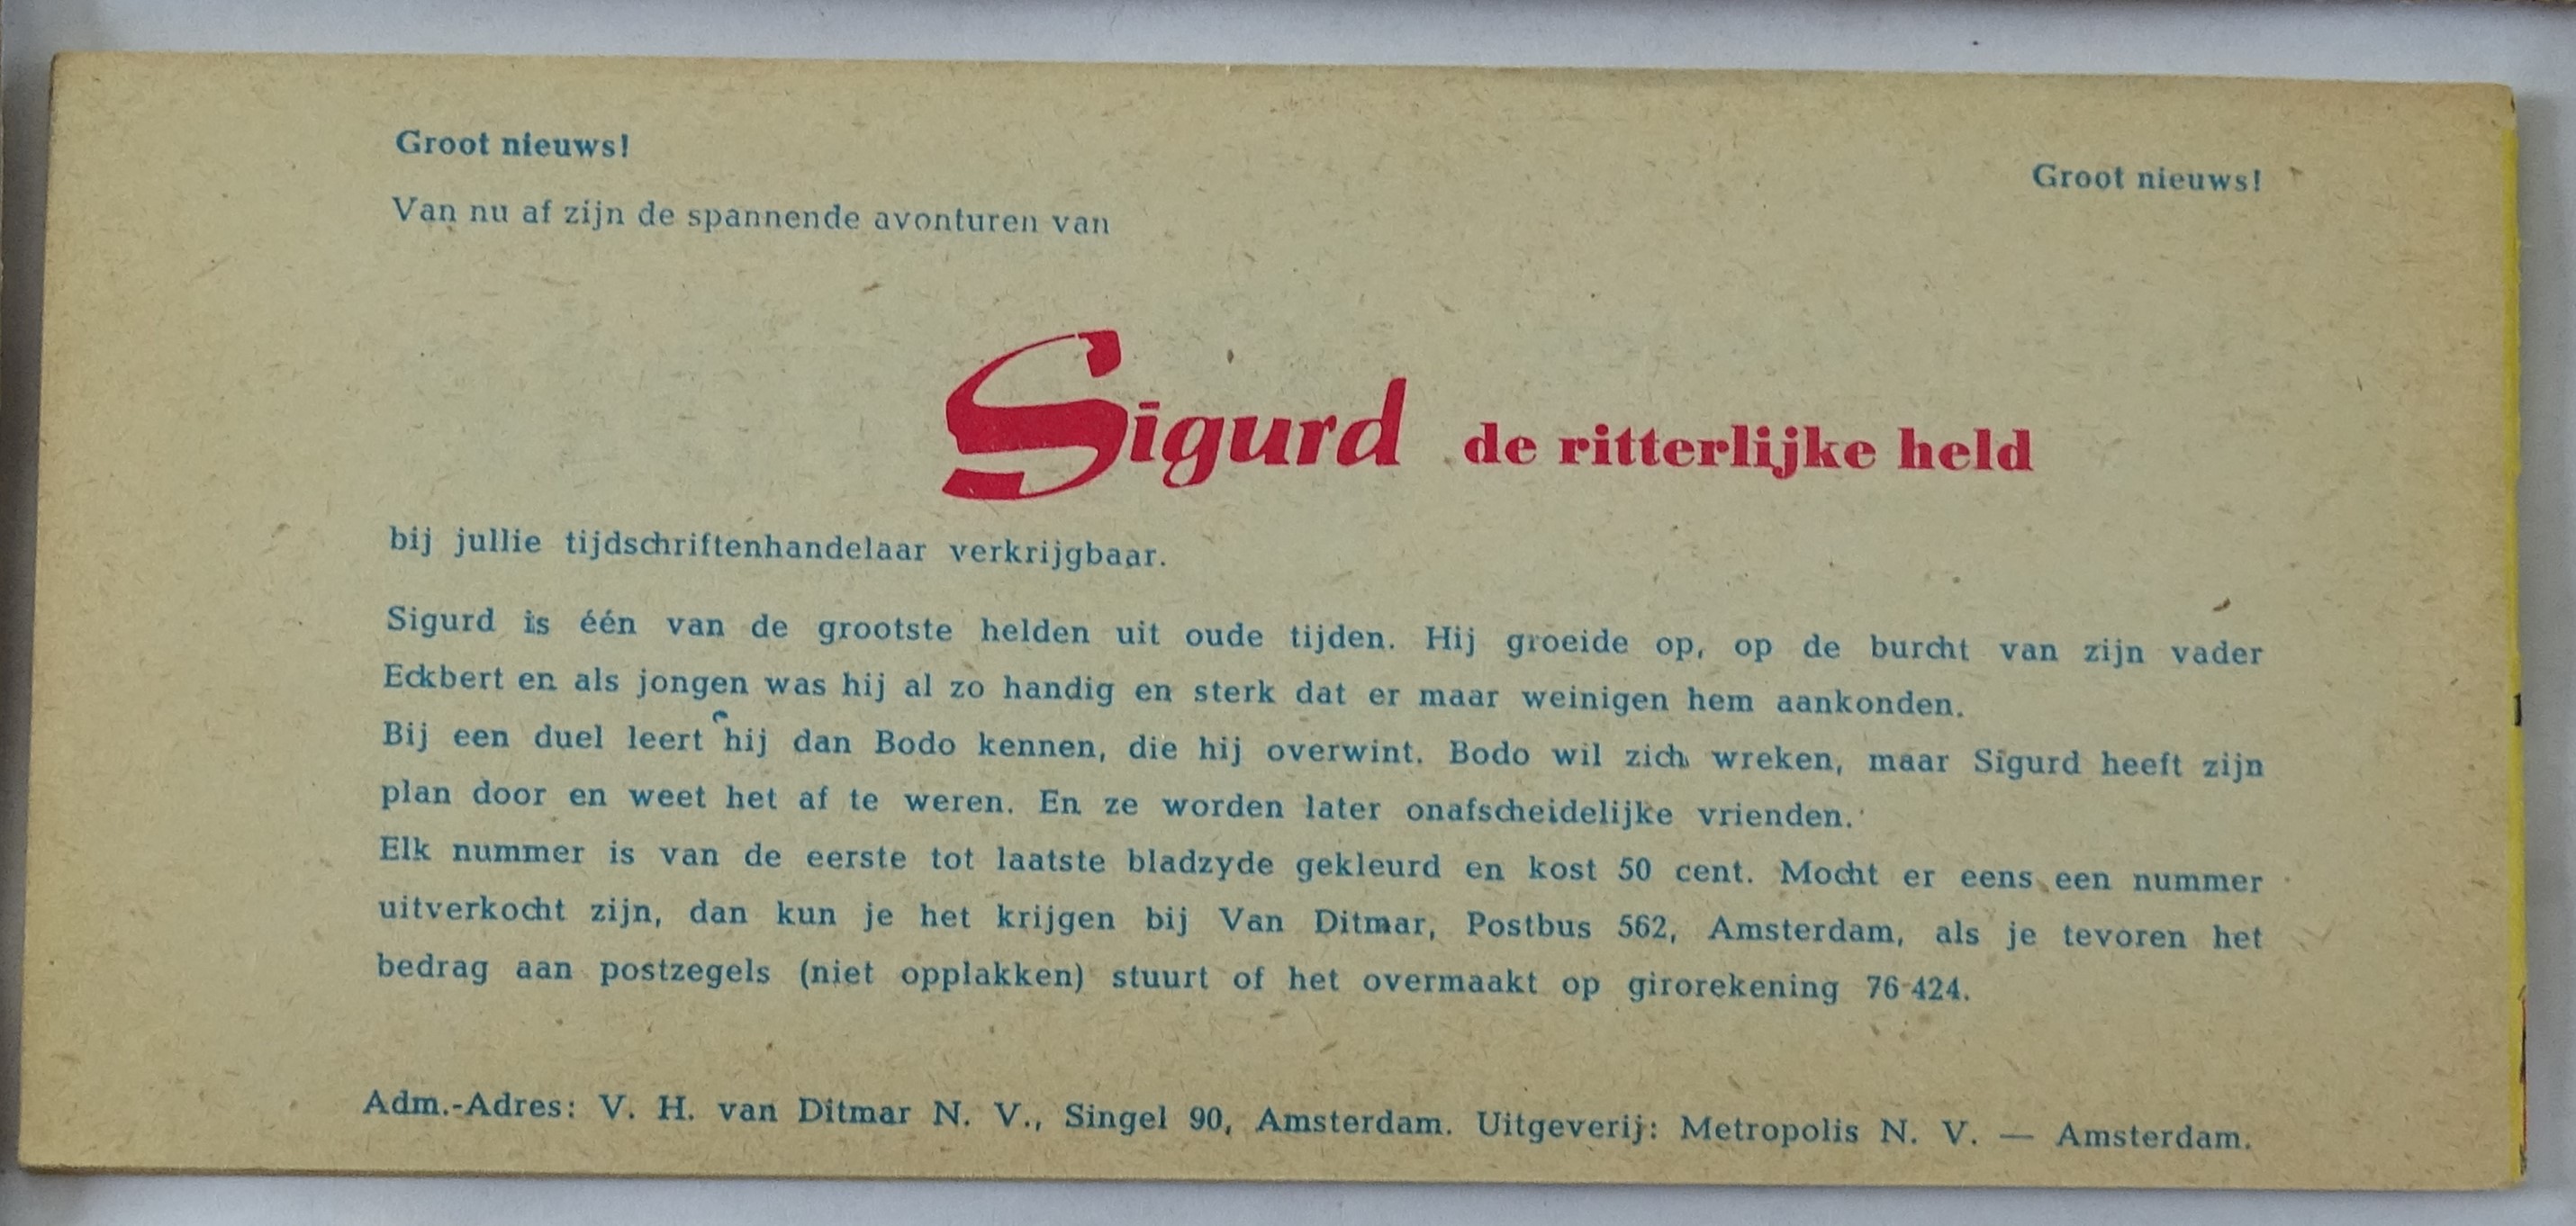 Groot nieuws!
Groot nieuws!
Van nu af zijn de spannende avonturen van
Sigurd de ritterlijke held
bij jullie tijdschriftenhandelaar verkrijgbaar.
Sigurd is één van de grootste helden uit oude tijden. Hij groeide op, op de burcht van zijn vader
Eckbert en als jongen was hij al zo handig en sterk dat er maar weinigen hem aankonden.
Bij een duel leert hij dan Bodo kennen, die hij overwint. Bodo wil zich wreken, maar Sigurd heeft zijn
plan door en weet het af te weren. En ze worden later onafscheidelijke vrienden.
Elk nummer is van de eerste tot laatste bladzyde gekleurd en kost 50 cent. Mocht er eens een nummer
uitverkocht zijn, dan kun je het krijgen bij Van Ditmar, Postbus 562, Amsterdam, als je tevoren het
bedrag aan postzegels (niet opplakken) stuurt of het overmaakt op girorekening 76-424.
Adm.-Adres: V. H. van Ditmar N. V., Singel 90, Amsterdam. Uitgeverij: Metropolis N. V. — Amsterdam.